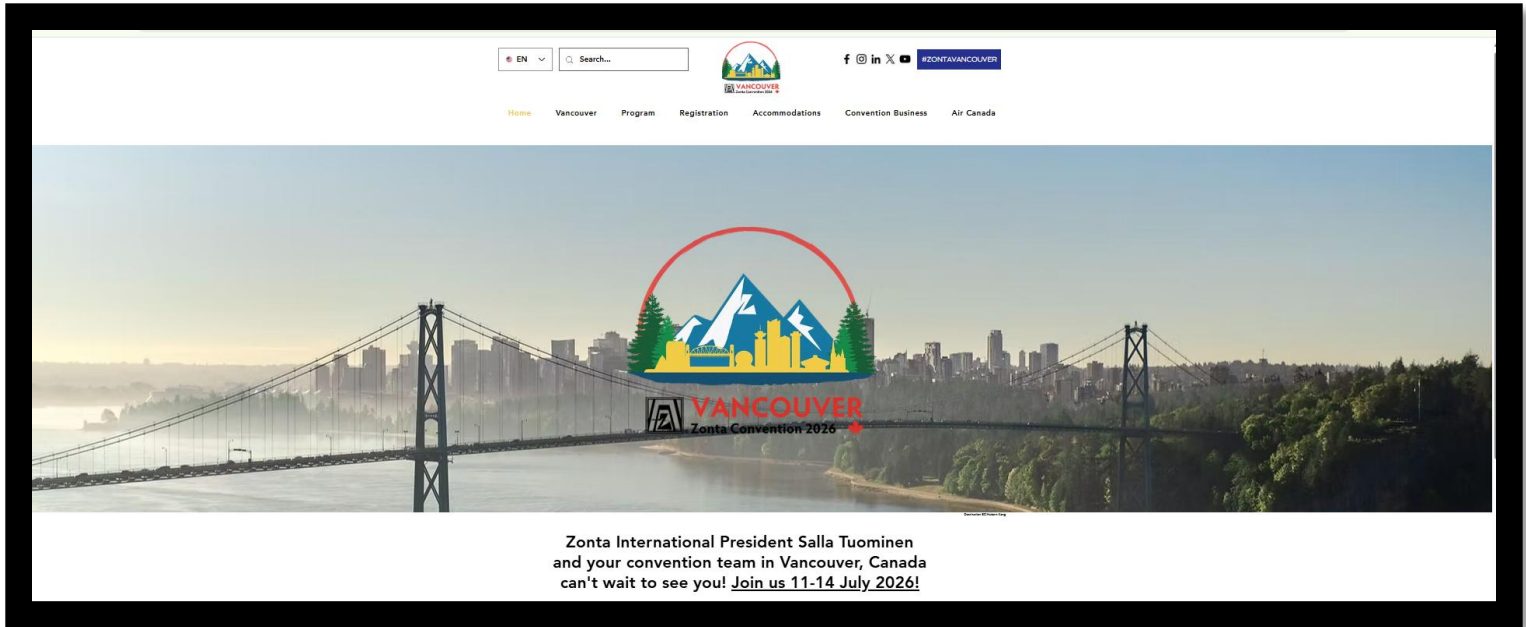 EN
Search...
VANCOUVER
Zonta Convention 2026
#ZONTAVANCOUVER
Home Vancouver Program Registration Accommodations Convention Business Air Canada
VANCOUVER
Zonta Convention 2026
Zonta International President Salla Tuominen
and your convention team in Vancouver, Canada
can't wait to see you! Join us 11-14 July 2026!